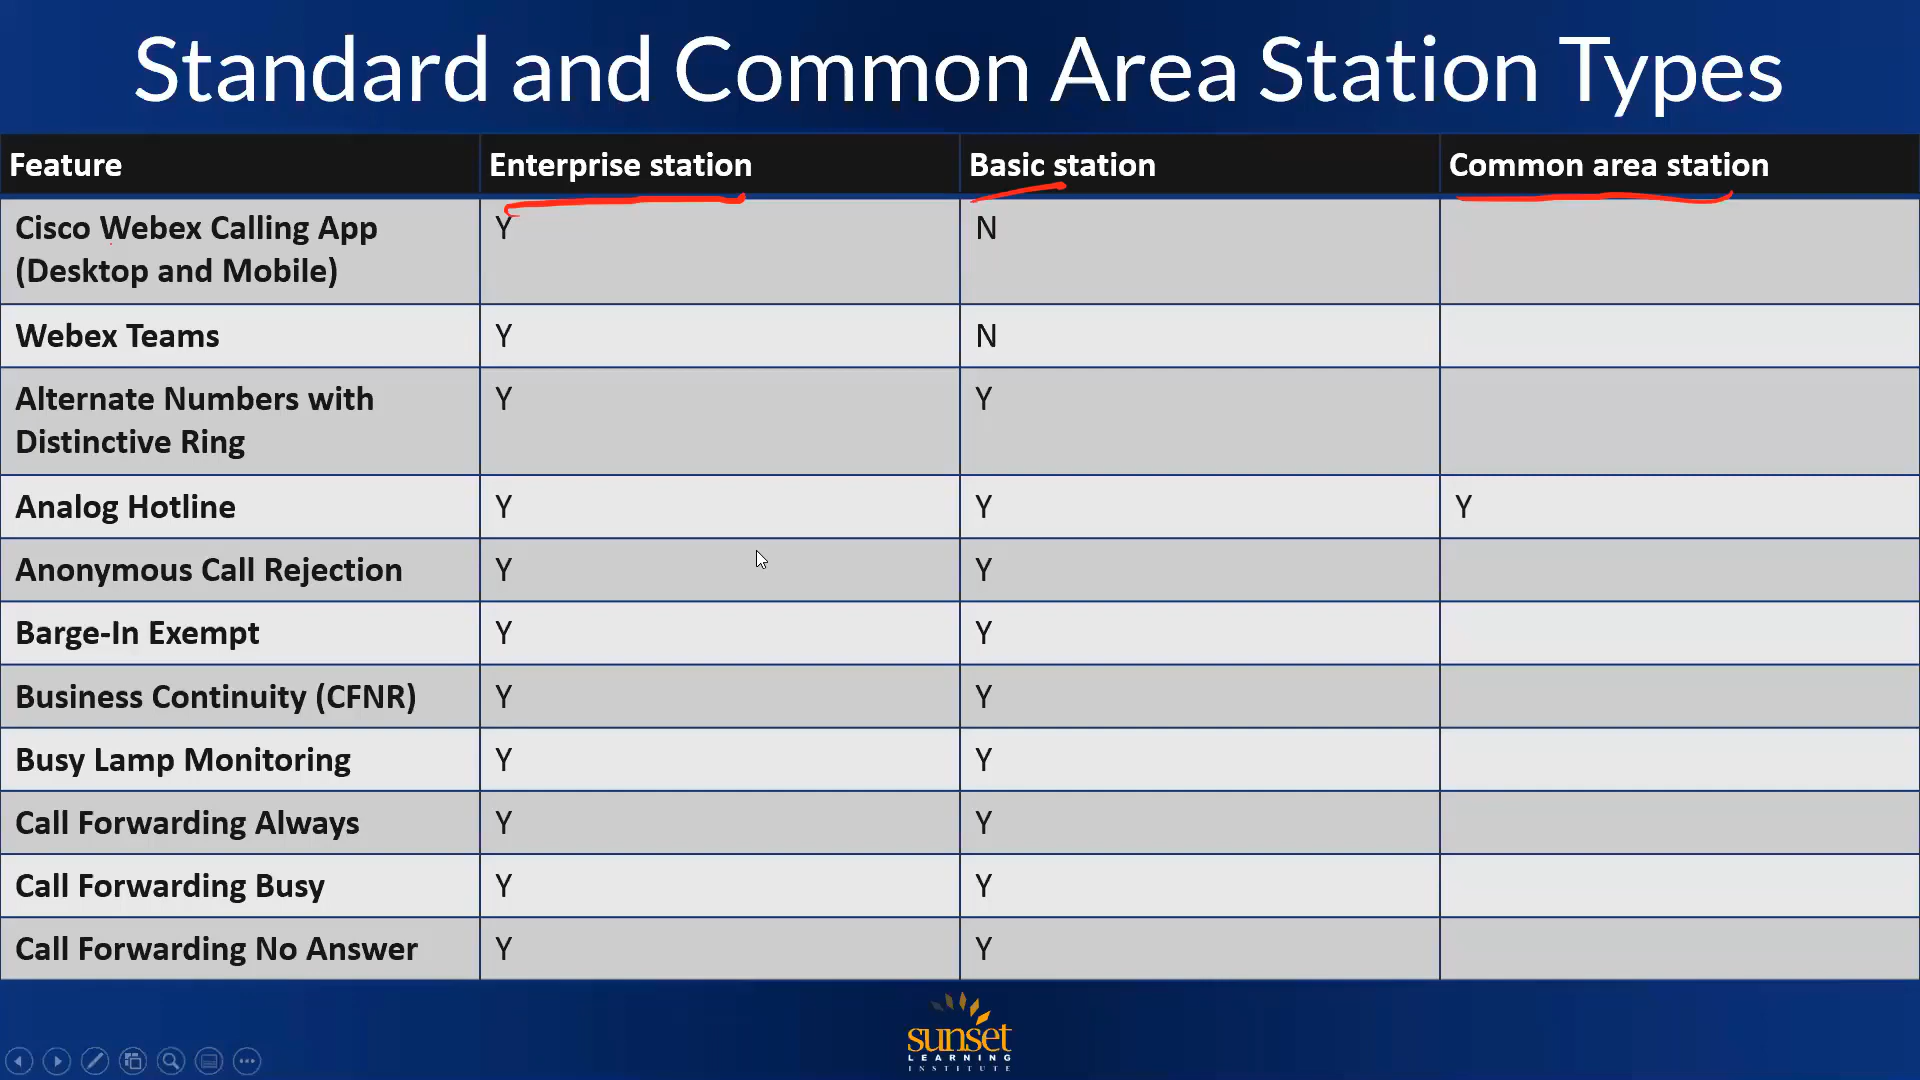 Standard and Common Area Station Types
Feature Enterprise station Basic station Common area station
Cisco Webex Calling App Y N
(Desktop and Mobile)
Webex Teams Y N
Alternate Numbers with Y Y
Distinctive Ring
Analog Hotline Y Y Y
Anonymous Call Rejection Y Y
Barge-In Exempt Y Y
Business Continuity (CFNR) Y Y
Busy Lamp Monitoring Y Y
Call Forwarding Always Y Y
Call Forwarding Busy Y Y
Call Forwarding No Answer Y Y
sunset
LEARNING
INSTITUTE